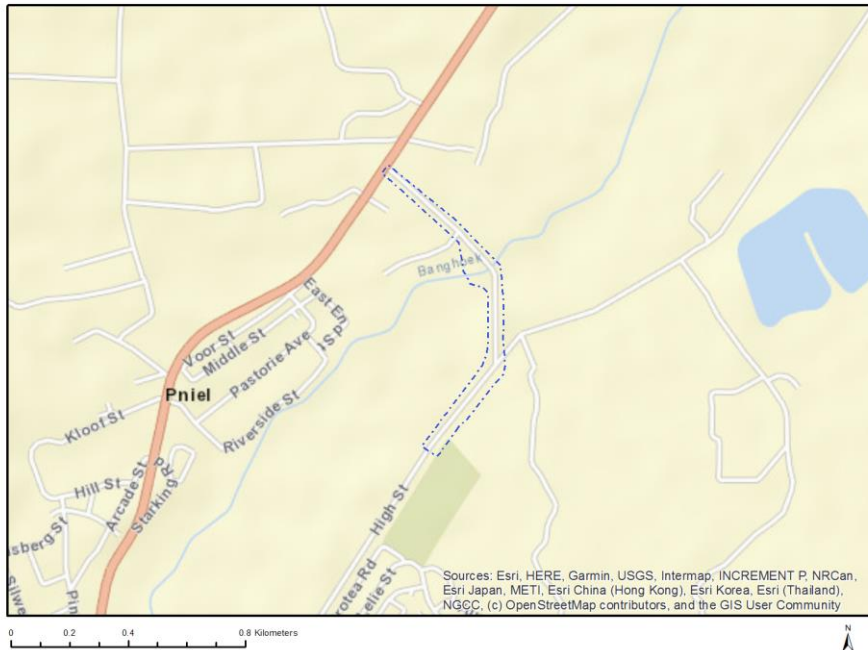 Banghoek
East En
d St
Voor St
Middle St
Pastorie Ave
Pniel
Riverside St
Kloof St
Hill St
Arcade St
Starking Rd
High St
Silwe
Pin
Sources: Esri, HERE, Garmin, USGS, Intermap, INCREMENT P, NRCan,
Esri Japan, METI, Esri China (Hong Kong), Esri Korea, Esri (Thailand),
NGCC, (c) OpenStreetMap contributors, and the GIS User Community
0 0.2 0.4 0.8 Kilometers
N